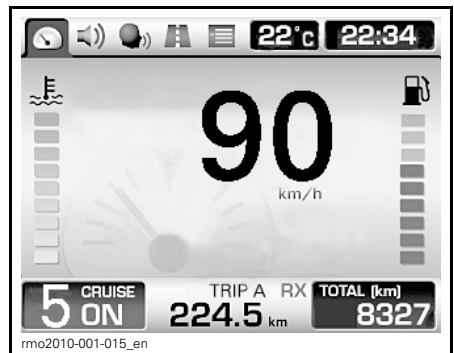 22°c 22:34
90
km/h
5 CRUISE ON
TRIP A RX
224.5 km
TOTAL [km]
8327
rmo2010-001-015_en